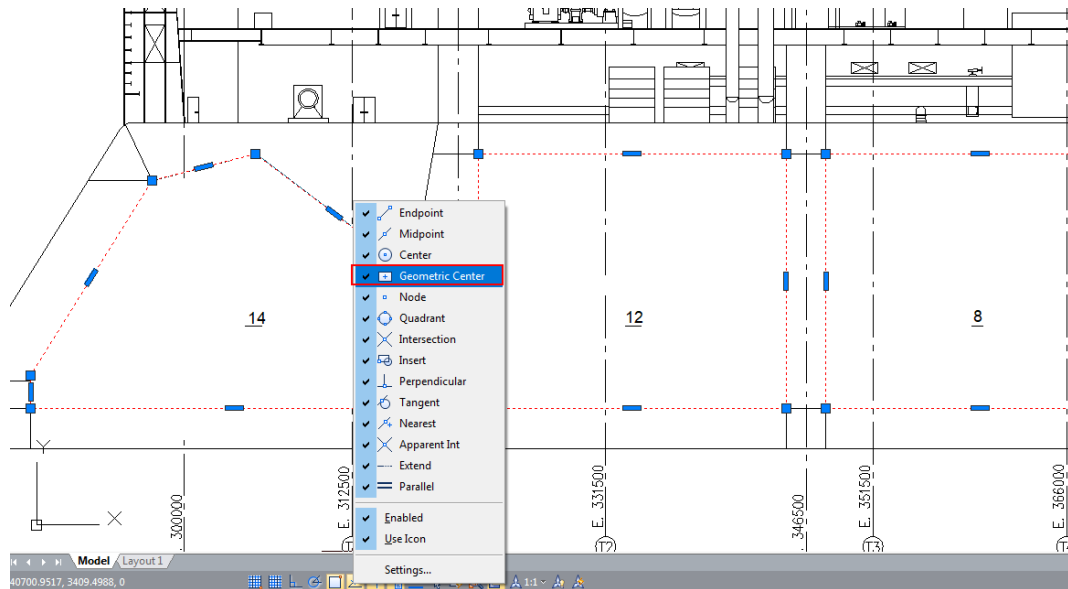 Endpoint
Midpoint
Center
Geometric Center
Node
14
Quadrant
12
8
Intersection
Insert
Perpendicular
Tangent
Nearest
Apparent Int
Extend
Parallel
Y
300000
E. 312500
E. 331500
346500
E. 351500
E. 366000
X
Enabled
Use Icon
T2
T3
Model
Layout 1
Settings...
40700.9517, 3409.4988, 0
1:1